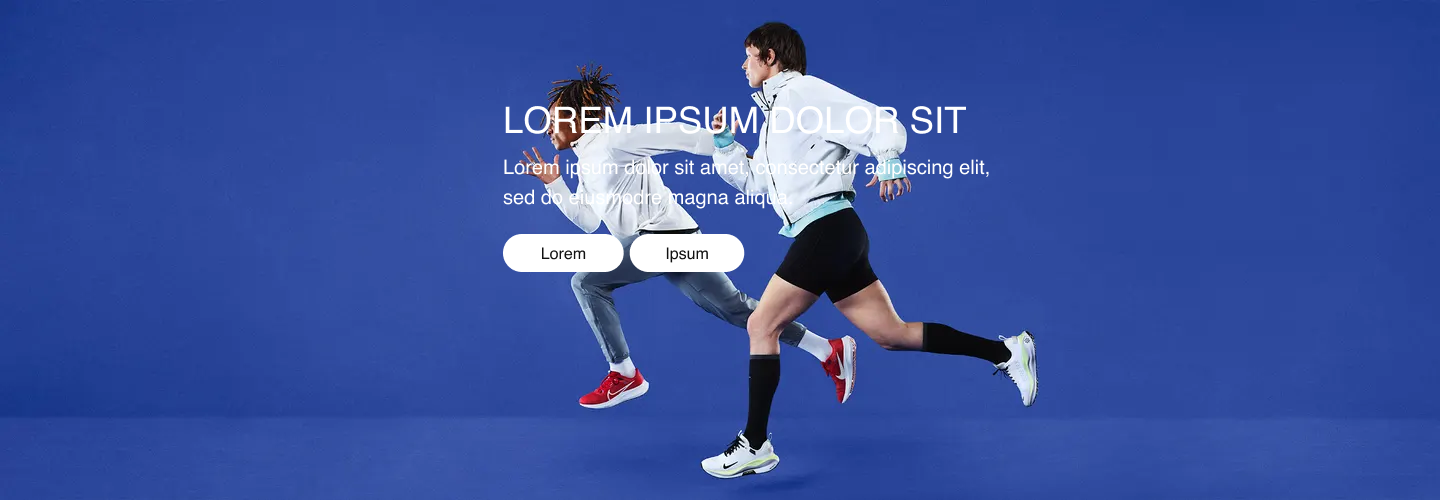 LOREM IPSUM DOLOR SIT
Lorem ipsum dolor sit amet, consectetur adipiscing elit,
sed do eiusmodre magna aliqua.
Lorem
Ipsum